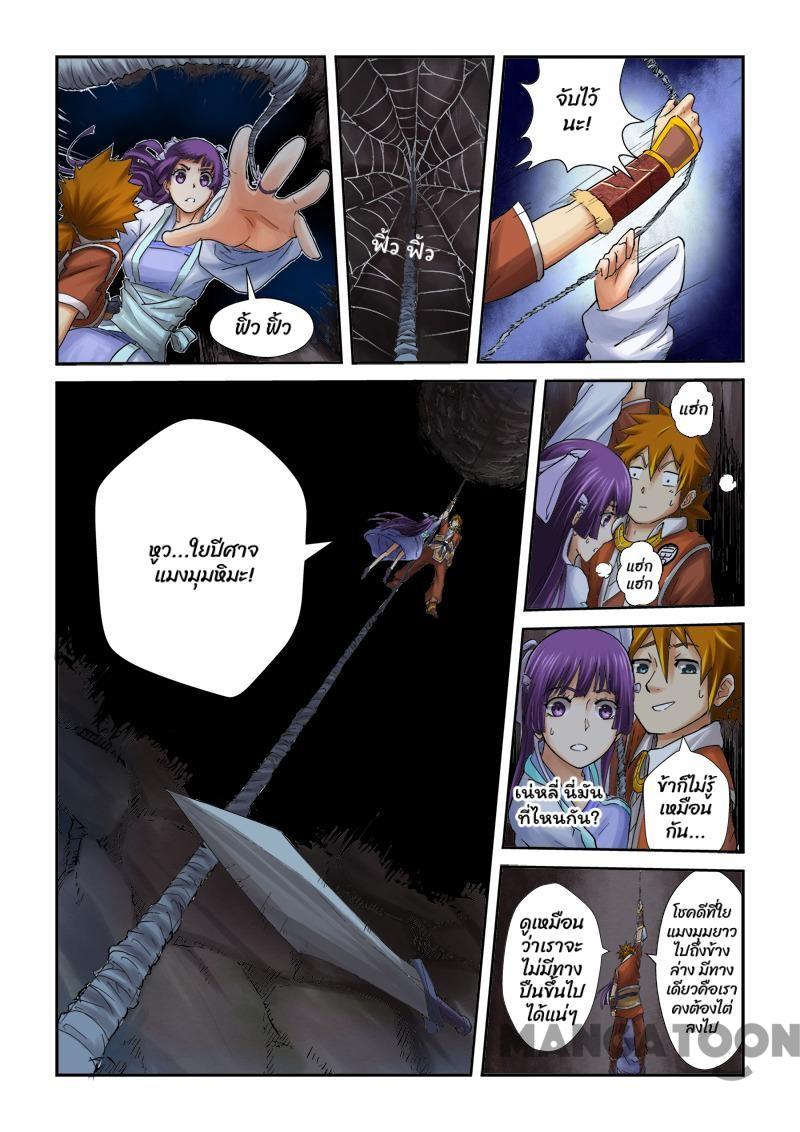 ฟิ้ว ฟิ้ว
ฟิ้ว ฟิ้ว
จับไว้
นะ!
หูว...ใยปีศาจ
แมงมุมหิมะ!
แฮ่ก
แฮ่ก
แฮ่ก
เน่หลี่ นี่มัน
ที่ไหนกัน?
ข้าก็ไม่รู้
เหมือน
กัน...
ดูเหมือน
ว่าเราจะ
ไม่มีทาง
ปีนขึ้นไป
ได้แน่ๆ
โชคดีที่ใย
แมงมุมยาว
ไปถึงข้าง
ล่าง มีทาง
เดียวคือเรา
คงต้องไต่
ลงไป
MANGATOON